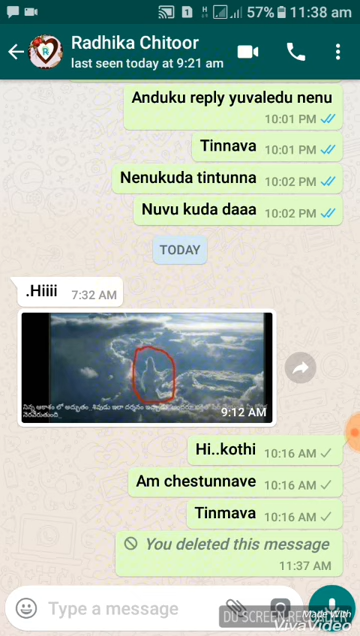 57% 11:38 am
Radhika Chitoor
last seen today at 9:21 am
Anduku reply yuvaledu nenu
10:01 PM
Tinnava 10:01 PM
Nenukuda tintunna 10:02 PM
Nuvu kuda daaa 10:02 PM
TODAY
.Hiiii 7:32 AM
నిన్న ఆకాశం లో అద్భుతం
9:12 AM
నెరవేరుతుంది
Hi..kothi 10:16 AM
Am chestunnave 10:16 AM
Tinmava 10:16 AM
You deleted this message
11:37 AM
Type a message
DU SCREEN RECORDER
Made With
VivaVideo